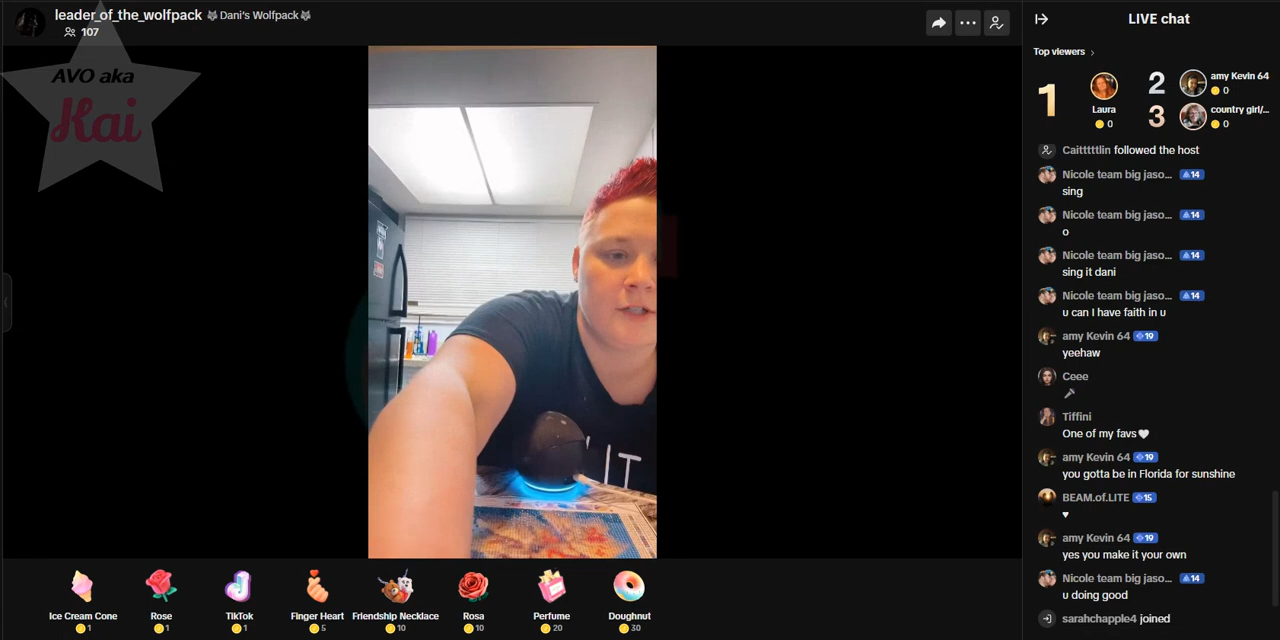 leader_of_the_wolfpack 🐺Dani's Wolfpack🐺
107
AVO aka
Kai
LIVE chat
Top viewers
1
Laura
0
2
amy Kevin 64
0
3
country girl/...
0
Caitttttlin followed the host
Nicole team big jaso... 14
sing
Nicole team big jaso... 14
o
Nicole team big jaso... 14
sing it dani
Nicole team big jaso... 14
u can I have faith in u
amy Kevin 64 19
yeehaw
Ceee
🎤
Tiffini
One of my favs🤍
amy Kevin 64 19
you gotta be in Florida for sunshine
BEAM.of.LITE 15
♥
amy Kevin 64 19
yes you make it your own
Nicole team big jaso... 14
u doing good
sarahchapple4 joined
IT
Ice Cream Cone
1
Rose
1
TikTok
1
Finger Heart
5
Friendship Necklace
10
Rosa
10
Perfume
20
Doughnut
30